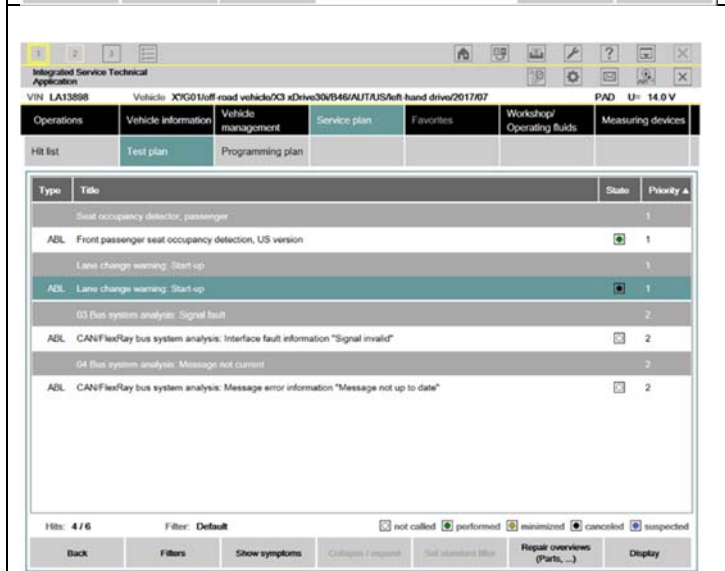 1 2 3
Integrated Service Technical
Application
VIN LA13898 Vehicle X'/G01/off-road vehicle/X3 xDrive30i/B46/AUT/US/left-hand drive/2017/07 PAD U= 14.0 V
Operations Vehicle information Vehicle management Service plan Favorites Workshop/ Operating fluids Measuring devices
Hit list Test plan Programming plan
Type Title State Priority ▲
Seat occupancy detector, passenger 1
ABL Front passenger seat occupancy detection, US version 1
Lane change warning: Start-up 1
ABL Lane change warning: Start-up 1
03 Bus system analysis: Signal fault 2
ABL CAN/FlexRay bus system analysis: Interface fault information "Signal invalid" 2
04 Bus system analysis: Message not current 2
ABL CAN/FlexRay bus system analysis: Message error information "Message not up to date" 2
Hits: 4 / 6 Filter: Default not called performed minimized canceled suspected
Back Filters Show symptoms Collapse / expand Set standard filter Repair overviews (Parts, ...) Display